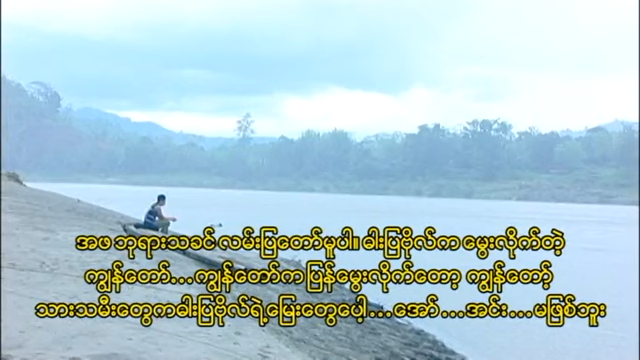 အဖ ဘုရားသခင် လမ်းပြတော်မူပါ။ ဓါးပြဗိုလ်က မွေးလိုက်တဲ့
ကျွန်တော်...ကျွန်တော်က ပြန်မွေးလိုက်တော့ ကျွန်တော့်
သားသမီးတွေကဓါးပြဗိုလ်ရဲ့မြေးတွေပေါ့...အော်...အင်း...မဖြစ်ဘူး